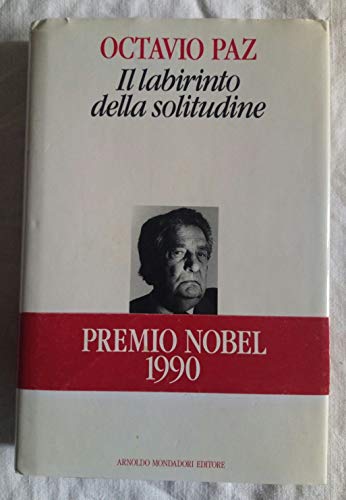 OCTAVIO PAZ
Il labirinto
della solitudine
PREMIO NOBEL
1990
ARNOLDO MONDADORI EDITORE